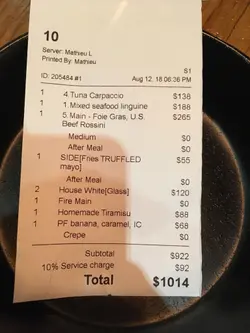 10
Server: Mathieu L
Printed By: Mathieu
S1
ID: 205484 #1 Aug 12, 18 06:36 PM
1 4.Tuna Carpaccio $138
1 1.Mixed seafood linguine $188
1 5.Main - Foie Gras, U.S. $265
Beef Rossini
Medium $0
After Meal $0
1 SIDE[Fries TRUFFLED $55
mayo]
After Meal $0
2 House White[Glass] $120
1 Fire Main $0
1 Homemade Tiramisu $88
1 PF banana, caramel, IC $68
Crepe $0
Subtotal $922
10% Service charge $92
Total $1014